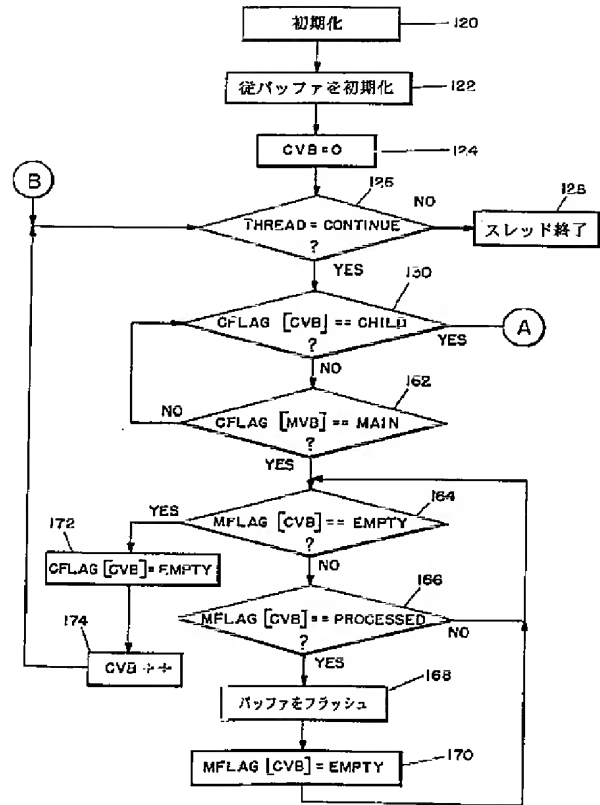 初期化
120
従バッファを初期化
122
CVB=0
124
B
126
THREAD = CONTINUE
?
NO
128
スレッド終了
YES
130
CFLAG [CVB] == CHILD
?
YES
A
NO
162
CFLAG [MVB] == MAIN
?
NO
YES
164
MFLAG [CVB] == EMPTY
?
YES
172
CFLAG [CVB] = EMPTY
NO
166
MFLAG [CVB] == PROCESSED
?
NO
174
CVB ++
YES
168
バッファをフラッシュ
MFLAG [CVB] = EMPTY
170